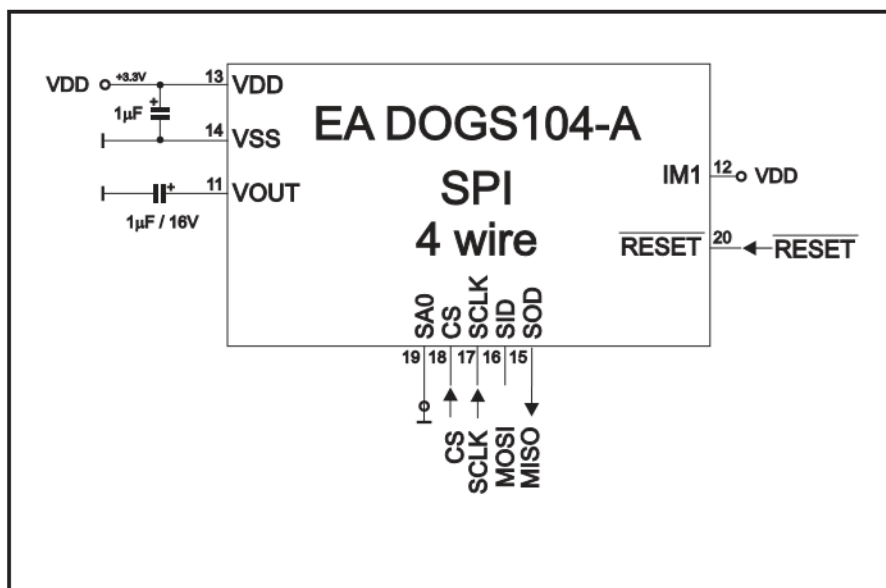 EA DOGS104-A
SPI
4 wire
VDD
+3.3V
13
VDD
1µF
+
14
VSS
11
VOUT
+
1µF / 16V
IM1
12
VDD
RESET
20
RESET
SA0
CS
SCLK
SID
SOD
19
18
17
16
15
CS
SCLK
MOSI
MISO